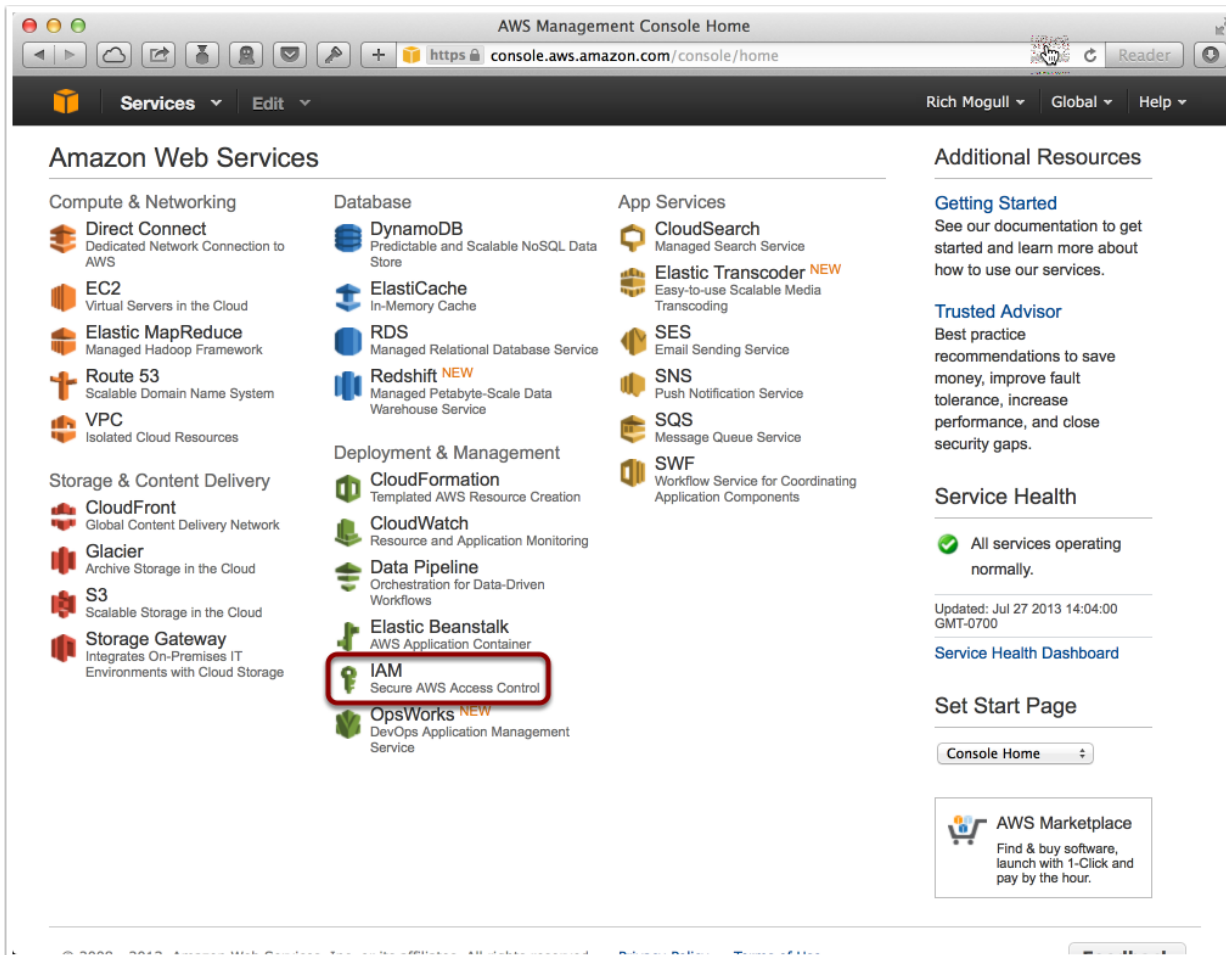 AWS Management Console Home
https console.aws.amazon.com/console/home
Reader
Services
Edit
Rich Mogull
Global
Help
Amazon Web Services
Compute & Networking
Direct Connect
Dedicated Network Connection to
AWS
EC2
Virtual Servers in the Cloud
Elastic MapReduce
Managed Hadoop Framework
Route 53
Scalable Domain Name System
VPC
Isolated Cloud Resources
Storage & Content Delivery
CloudFront
Global Content Delivery Network
Glacier
Archive Storage in the Cloud
S3
Scalable Storage in the Cloud
Storage Gateway
Integrates On-Premises IT
Environments with Cloud Storage
Database
DynamoDB
Predictable and Scalable NoSQL Data
Store
ElastiCache
In-Memory Cache
RDS
Managed Relational Database Service
Redshift NEW
Managed Petabyte-Scale Data
Warehouse Service
Deployment & Management
CloudFormation
Templated AWS Resource Creation
CloudWatch
Resource and Application Monitoring
Data Pipeline
Orchestration for Data-Driven
Workflows
Elastic Beanstalk
AWS Application Container
IAM
Secure AWS Access Control
OpsWorks NEW
DevOps Application Management
Service
App Services
CloudSearch
Managed Search Service
Elastic Transcoder NEW
Easy-to-use Scalable Media
Transcoding
SES
Email Sending Service
SNS
Push Notification Service
SQS
Message Queue Service
SWF
Workflow Service for Coordinating
Application Components
Additional Resources
Getting Started
See our documentation to get
started and learn more about
how to use our services.
Trusted Advisor
Best practice
recommendations to save
money, improve fault
tolerance, increase
performance, and close
security gaps.
Service Health
All services operating
normally.
Updated: Jul 27 2013 14:04:00
GMT-0700
Service Health Dashboard
Set Start Page
Console Home
AWS Marketplace
Find & buy software,
launch with 1-Click and
pay by the hour.